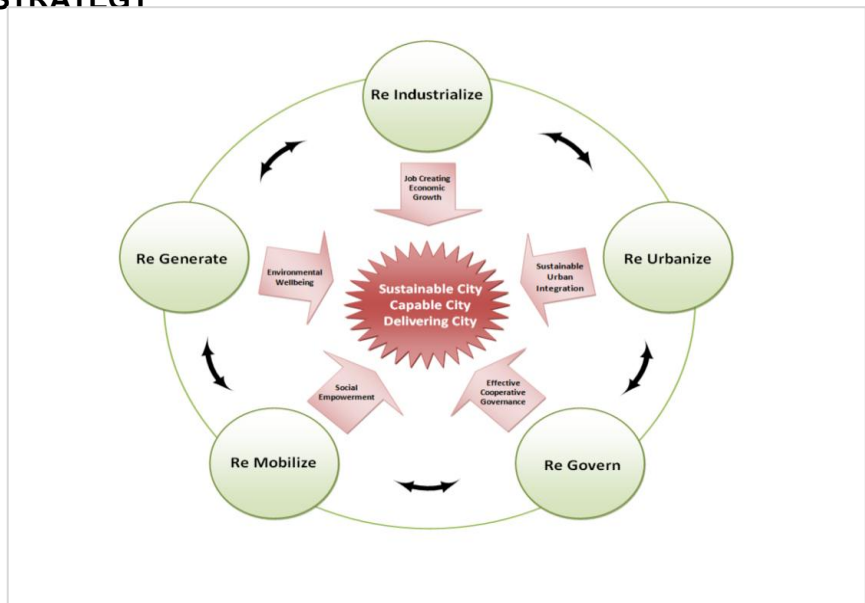 STRATEGY
Re Industrialize
Job Creating
Economic
Growth
Re Generate
Environmental
Wellbeing
Sustainable City
Capable City
Delivering City
Sustainable
Urban
Integration
Re Urbanize
Social
Empowerment
Effective
Cooperative
Governance
Re Mobilize
Re Govern